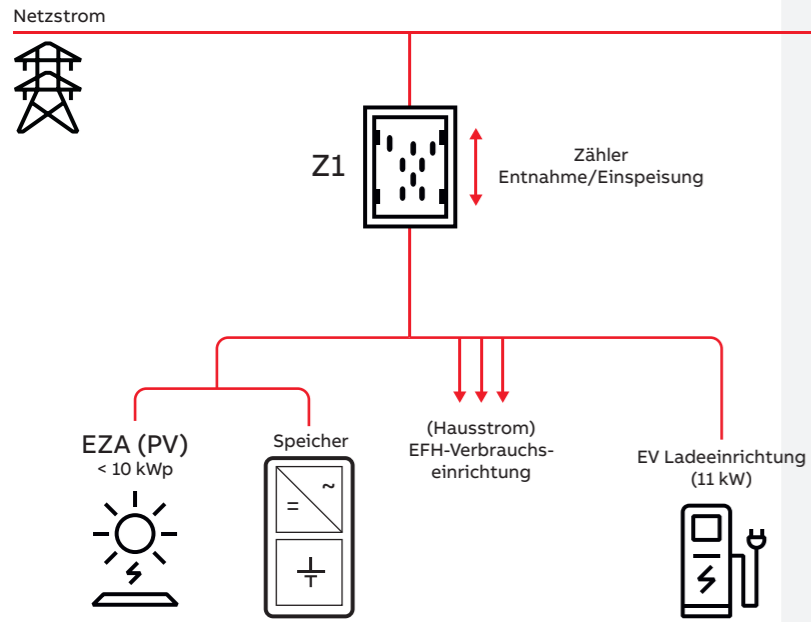 Netzstrom
Z1
Zähler
Entnahme/Einspeisung
EZA (PV)
< 10 kWp
Speicher
(Hausstrom)
EFH-Verbrauchs-
einrichtung
EV Ladeeinrichtung
(11 kW)